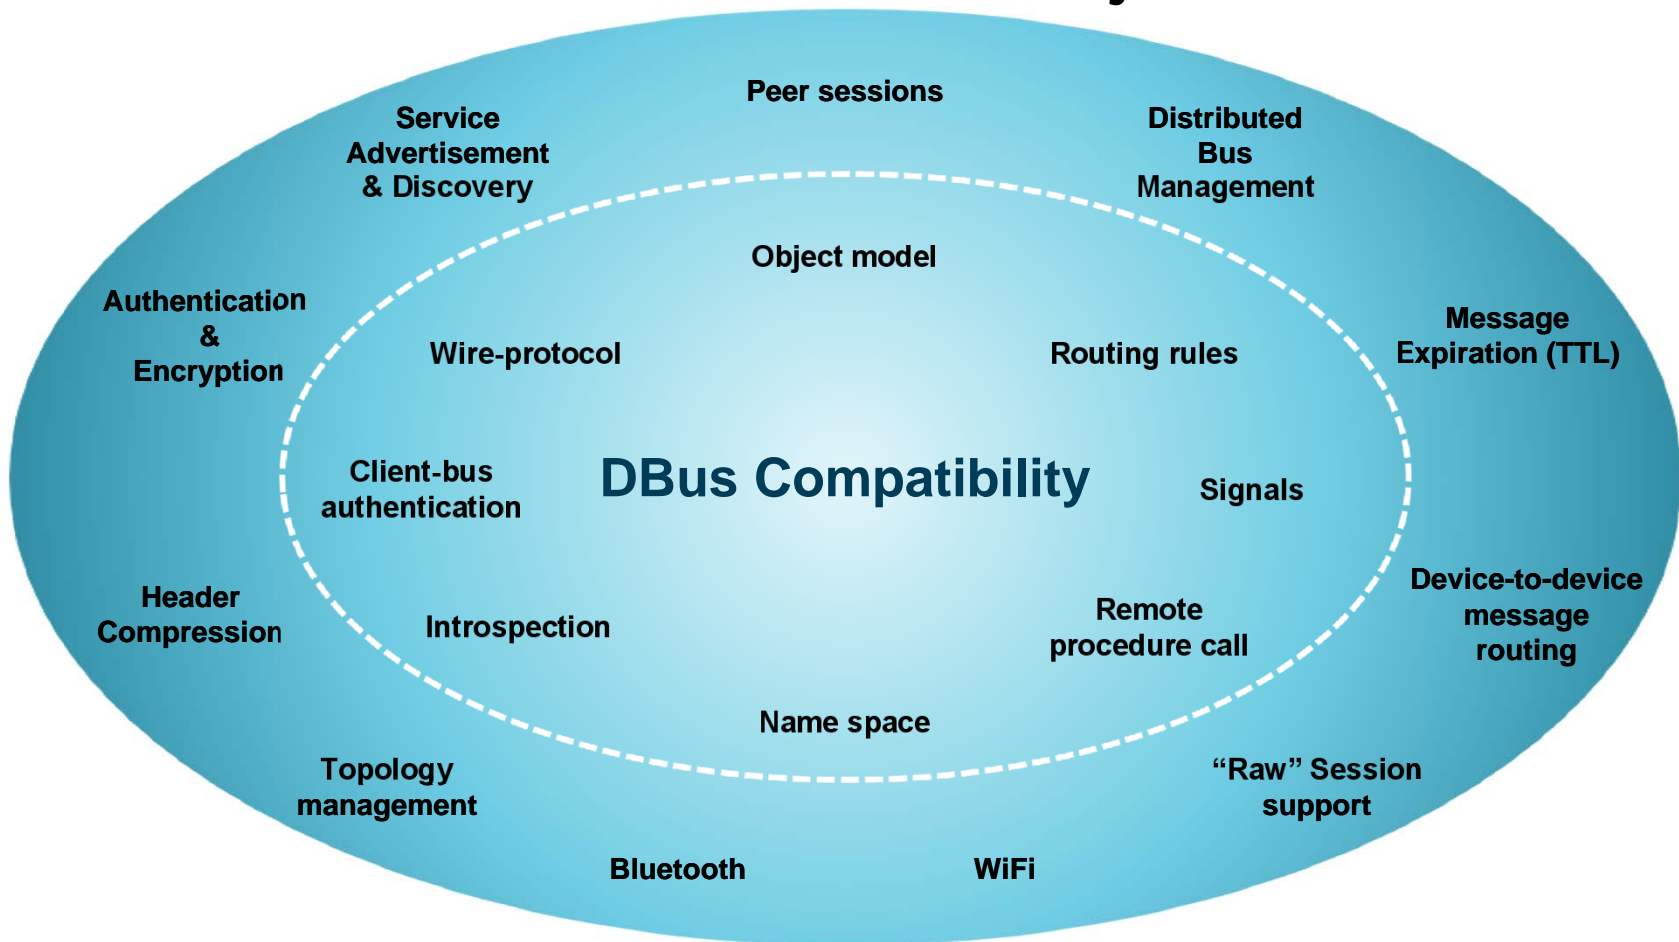 Peer sessions
Service
Advertisement
& Discovery
Distributed
Bus
Management
Object model
Authentication
&
Encryption
Wire-protocol
Routing rules
Message
Expiration (TTL)
Client-bus
authentication
DBus Compatibility
Signals
Header
Compression
Introspection
Remote
procedure call
Device-to-device
message
routing
Name space
Topology
management
“Raw” Session
support
Bluetooth
WiFi